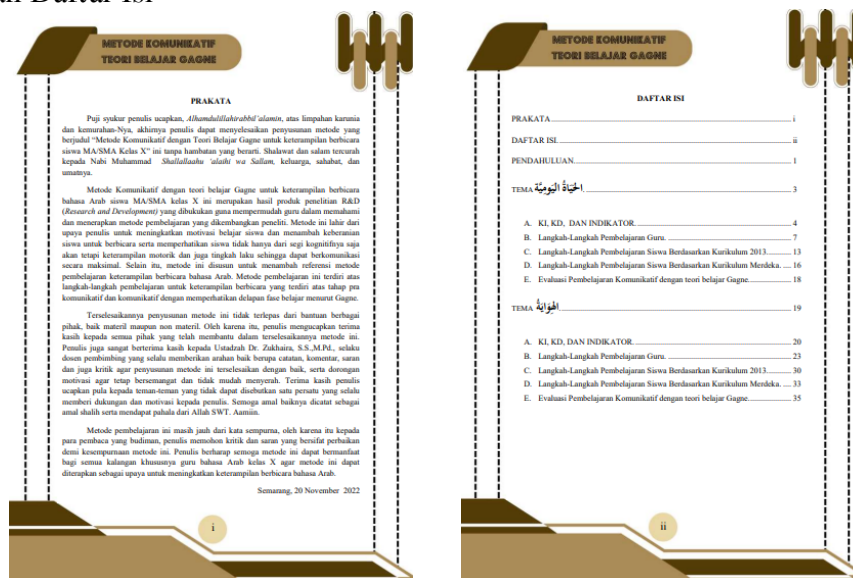 an Daftar Isi
METODE KOMUNIKATIF
TEORI BELAJAR GAGNE
PRAKATA
Puji syukur penulis ucapkan, Alhamdulillahirabbil'alamin, atas limpahan karunia
dan kemurahan-Nya, akhirnya penulis dapat menyelesaikan penyusunan metode yang
berjudul "Metode Komunikatif dengan Teori Belajar Gagne untuk keterampilan berbicara
siswa MA/SMA Kelas X" ini tanpa hambatan yang berarti. Shalawat dan salam tercurah
kepada Nabi Muhammad Shallallaahu 'alaihi wa Sallam, keluarga, sahabat, dan
umatnya.
Metode Komunikatif dengan teori belajar Gagne untuk keterampilan berbicara
bahasa Arab siswa MA/SMA kelas X ini merupakan hasil produk penelitian R&D
(Research and Development) yang dibukukan guna mempermudah guru dalam memahami
dan menerapkan metode pembelajaran yang dikembangkan peneliti. Metode ini lahir dari
upaya penulis untuk meningkatkan motivasi belajar siswa dan menambah keberanian
siswa untuk berbicara serta memperhatikan siswa tidak hanya dari segi kognitifnya saja
akan tetapi keterampilan motorik dan juga tingkah laku sehingga dapat berkomunikasi
secara maksimal. Selain itu, metode ini disusun untuk menambah referensi metode
pembelajaran keterampilan berbicara bahasa Arab. Metode pembelajaran ini terdiri atas
langkah-langkah pembelajaran untuk keterampilan berbicara yang terdiri atas tahap pra
komunikatif dan komunikatif dengan memperhatikan delapan fase belajar menurut Gagne.
Terselesaikannya penyusunan metode ini tidak terlepas dari bantuan berbagai
pihak, baik materil maupun non materil. Oleh karena itu, penulis mengucapkan terima
kasih kepada semua pihak yang telah membantu dalam terselesaikannya metode ini.
Penulis juga sangat berterima kasih kepada Ustadzah Dr. Zukhaira, S.S.,M.Pd., selaku
dosen pembimbing yang selalu memberikan arahan baik berupa catatan, komentar, saran
dan juga kritik agar penyusunan metode ini terselesaikan dengan baik, serta dorongan
motivasi agar tetap bersemangat dan tidak mudah menyerah. Terima kasih penulis
ucapkan pula kepada teman-teman yang tidak dapat disebutkan satu persatu yang selalu
memberi dukungan dan motivasi kepada penulis. Semoga amal baiknya dicatat sebagai
amal shalih serta mendapat pahala dari Allah SWT. Aamiin.
Metode pembelajaran ini masih jauh dari kata sempurna, oleh karena itu kepada
para pembaca yang budiman, penulis memohon kritik dan saran yang bersifat perbaikan
demi kesempurnaan metode ini. Penulis berharap semoga metode ini dapat bermanfaat
bagi semua kalangan khususnya guru bahasa Arab kelas X agar metode ini dapat
diterapkan sebagai upaya untuk meningkatkan keterampilan berbicara bahasa Arab.
Semarang, 20 November 2022
i
METODE KOMUNIKATIF
TEORI BELAJAR GAGNE
DAFTAR ISI
PRAKATA i
DAFTAR ISI ii
PENDAHULUAN 1
TEMA الْحَيَاةُ الْيَوْمِيَّة 3
A. KI, KD, DAN INDIKATOR 4
B. Langkah-Langkah Pembelajaran Guru. 7
C. Langkah-Langkah Pembelajaran Siswa Berdasarkan Kurikulum 2013 13
D. Langkah-Langkah Pembelajaran Siswa Berdasarkan Kurikulum Merdeka. 16
E. Evaluasi Pembelajaran Komunikatif dengan teori belajar Gagne 18
TEMA الهِوَايَةُ 19
A. KI, KD, DAN INDIKATOR 20
B. Langkah-Langkah Pembelajaran Guru. 23
C. Langkah-Langkah Pembelajaran Siswa Berdasarkan Kurikulum 2013 30
D. Langkah-Langkah Pembelajaran Siswa Berdasarkan Kurikulum Merdeka. 33
E. Evaluasi Pembelajaran Komunikatif dengan teori belajar Gagne 35
ii